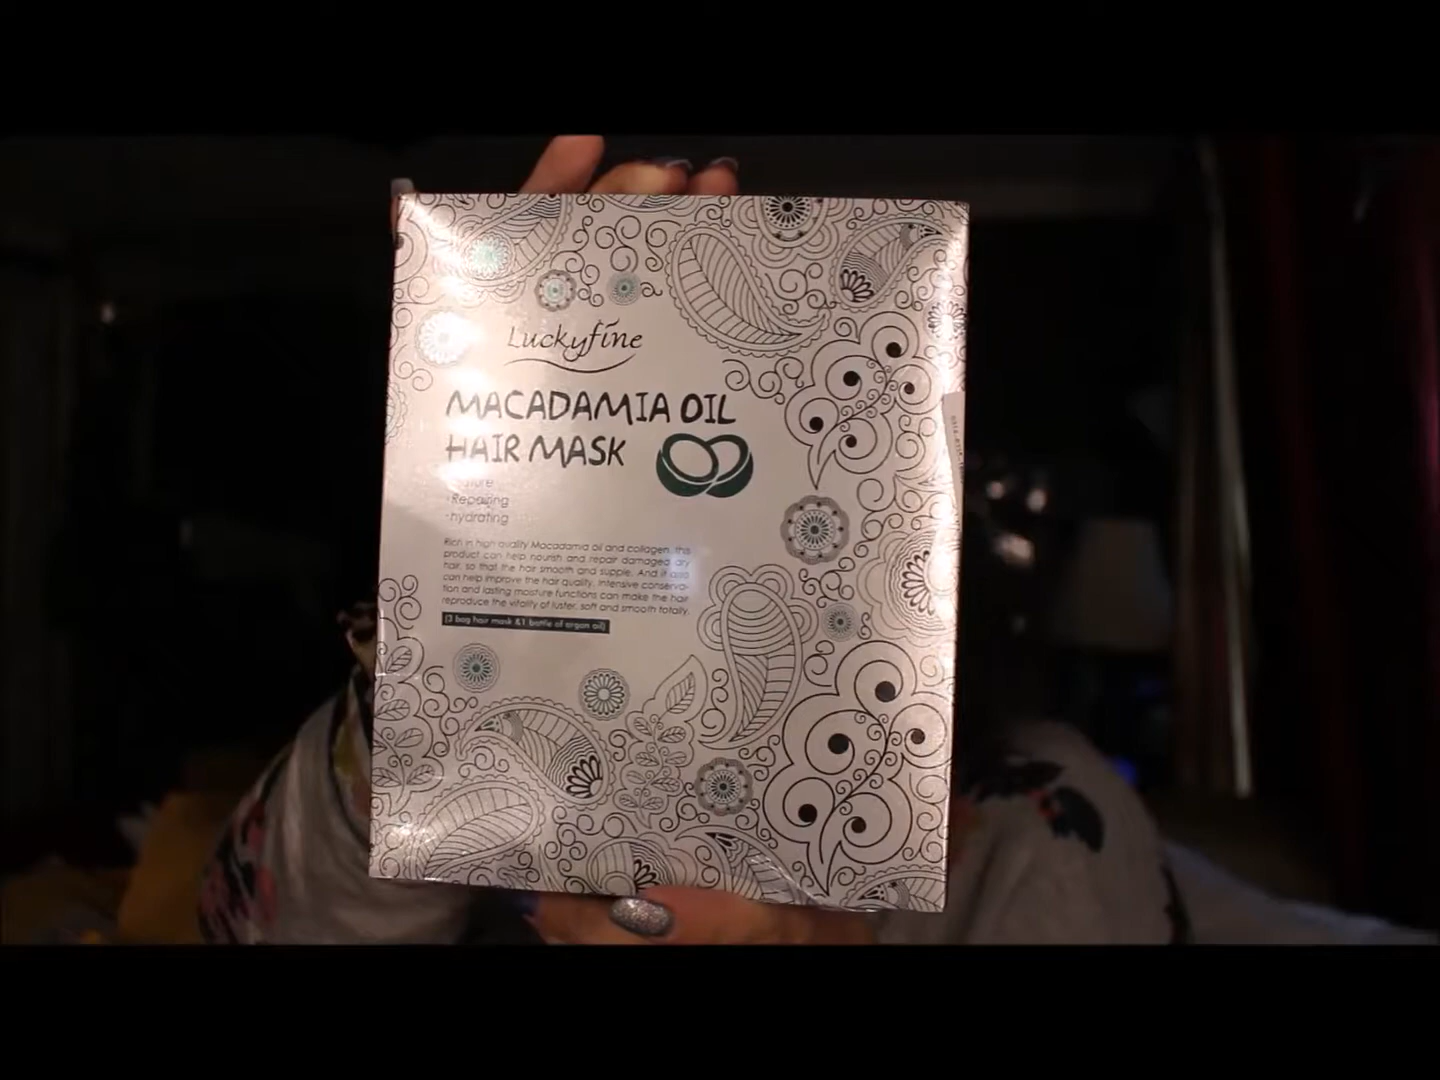 Luckyfine
MACADAMIA OIL
HAIR MASK
·Repairing
·hydrating
Rich in high quality Macadamia oil and collagen, this
product can help nourish and repair damaged dry
hair, so that the hair smooth and supple. And it also
can help improve the hair quality. Intensive conserva-
tion and lasting moisture functions can make the hair
reproduce the vitality of luster, soft and smooth totally.
(3 bag hair mask &1 bottle of argan oil)